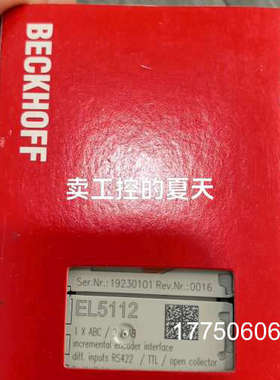 BECKHOFF
卖工控的夏天
Ser.Nr.: 19230101 Rev.Nr.:0016
EL5112
1 X ABC /
incremental encoder interface
diff. inputs RS422 / TTL / open collector
17750606